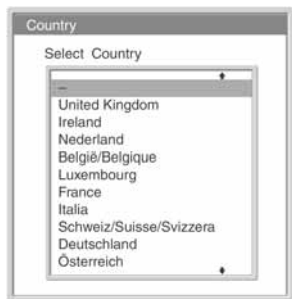 Country
Select Country
–
United Kingdom
Ireland
Nederland
België/Belgique
Luxembourg
France
Italia
Schweiz/Suisse/Svizzera
Deutschland
Österreich